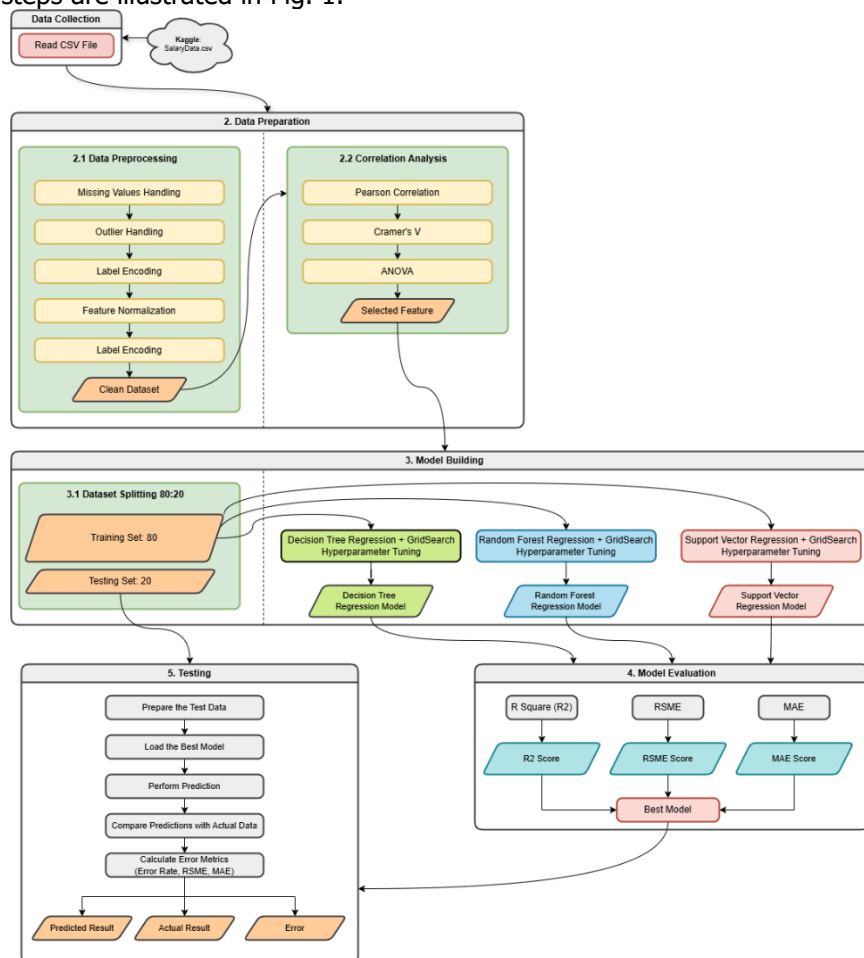 steps are illustrated in Fig. 1.
Data Collection
Read CSV File
Kaggle:
SalaryData.csv
2. Data Preparation
2.1 Data Preprocessing
Missing Values Handling
Outlier Handling
Label Encoding
Feature Normalization
Label Encoding
Clean Dataset
2.2 Correlation Analysis
Pearson Correlation
Cramer's V
ANOVA
Selected Feature
3. Model Building
3.1 Dataset Splitting 80:20
Training Set: 80
Testing Set: 20
Decision Tree Regression + GridSearch
Hyperparameter Tuning
Decision Tree
Regression Model
Random Forest Regression + GridSearch
Hyperparameter Tuning
Random Forest
Regression Model
Support Vector Regression + GridSearch
Hyperparameter Tuning
Support Vector
Regression Model
5. Testing
Prepare the Test Data
Load the Best Model
Perform Prediction
Compare Predictions with Actual Data
Calculate Error Metrics
(Error Rate, RSME, MAE)
Predicted Result
Actual Result
Error
4. Model Evaluation
R Square (R2)
RSME
MAE
R2 Score
RSME Score
MAE Score
Best Model